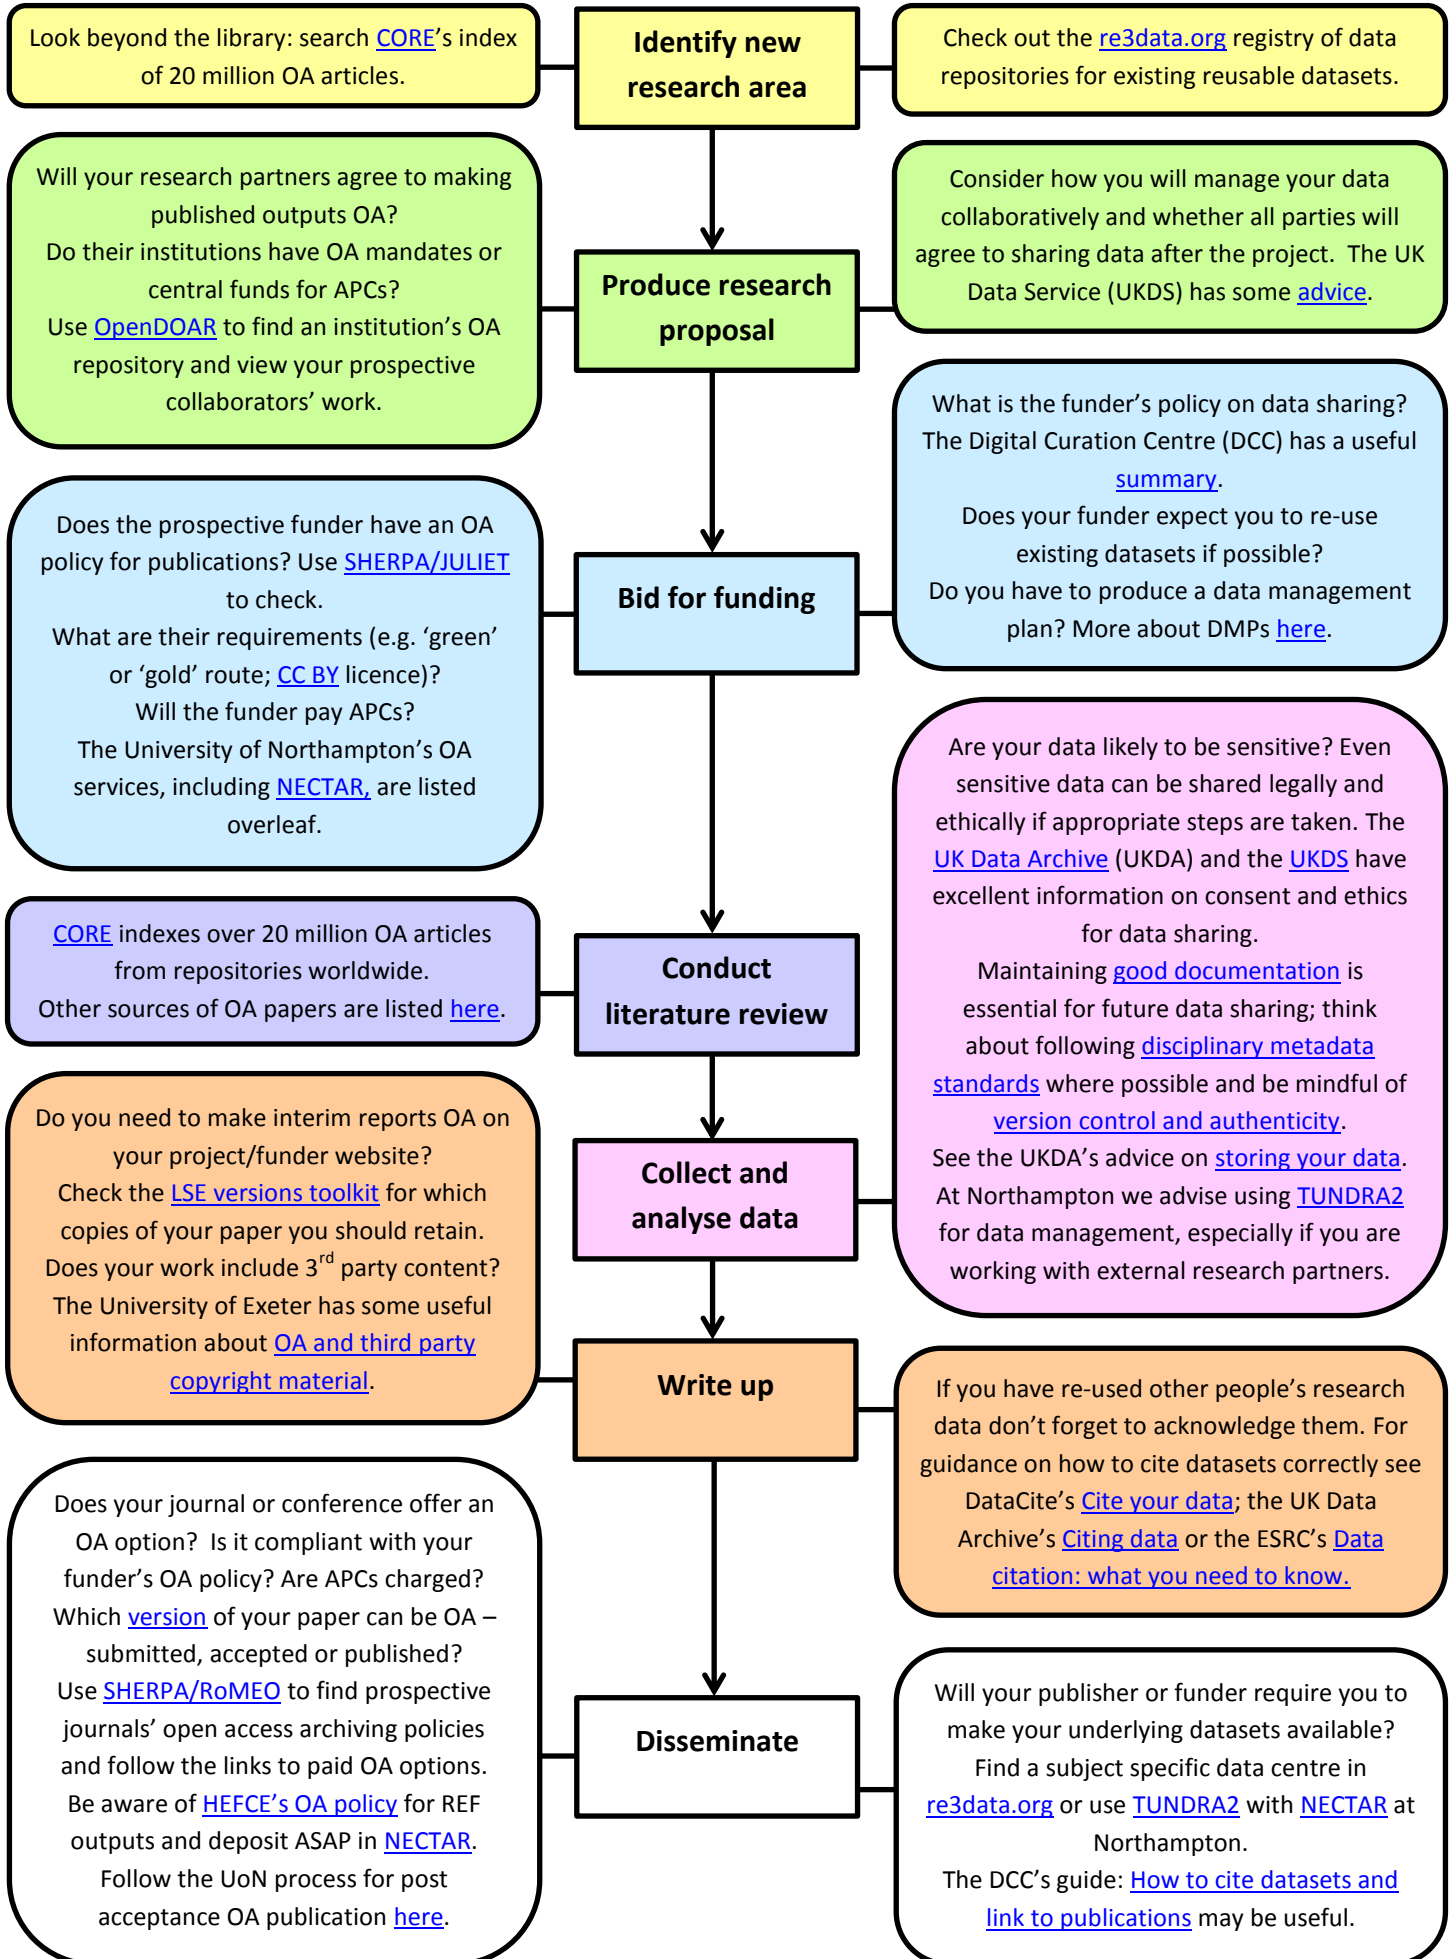 Look beyond the library: search CORE's index
of 20 million OA articles.
Identify new
research area
Check out the re3data.org registry of data
repositories for existing reusable datasets.
Will your research partners agree to making
published outputs OA?
Do their institutions have OA mandates or
central funds for APCs?
Use OpenDOAR to find an institution's OA
repository and view your prospective
collaborators' work.
Produce research
proposal
Consider how you will manage your data
collaboratively and whether all parties will
agree to sharing data after the project.  The UK
Data Service (UKDS) has some advice.
Does the prospective funder have an OA
policy for publications? Use SHERPA/JULIET
to check.
What are their requirements (e.g. 'green'
or 'gold' route; CC BY licence)?
Will the funder pay APCs?
The University of Northampton's OA
services, including NECTAR, are listed
overleaf.
Bid for funding
What is the funder's policy on data sharing?
The Digital Curation Centre (DCC) has a useful
summary.
Does your funder expect you to re-use
existing datasets if possible?
Do you have to produce a data management
plan? More about DMPs here.
CORE indexes over 20 million OA articles
from repositories worldwide.
Other sources of OA papers are listed here.
Conduct
literature review
Are your data likely to be sensitive? Even
sensitive data can be shared legally and
ethically if appropriate steps are taken. The
UK Data Archive (UKDA) and the UKDS have
excellent information on consent and ethics
for data sharing.
Maintaining good documentation is
essential for future data sharing; think
about following disciplinary metadata
standards where possible and be mindful of
version control and authenticity.
See the UKDA's advice on storing your data.
At Northampton we advise using TUNDRA2
for data management, especially if you are
working with external research partners.
Collect and
analyse data
Do you need to make interim reports OA on
your project/funder website?
Check the LSE versions toolkit for which
copies of your paper you should retain.
Does your work include 3rd party content?
The University of Exeter has some useful
information about OA and third party
copyright material.
Write up
If you have re-used other people's research
data don't forget to acknowledge them. For
guidance on how to cite datasets correctly see
DataCite's Cite your data; the UK Data
Archive's Citing data or the ESRC's Data
citation: what you need to know.
Does your journal or conference offer an
OA option?  Is it compliant with your
funder's OA policy? Are APCs charged?
Which version of your paper can be OA –
submitted, accepted or published?
Use SHERPA/RoMEO to find prospective
journals' open access archiving policies
and follow the links to paid OA options.
Be aware of HEFCE's OA policy for REF
outputs and deposit ASAP in NECTAR.
Follow the UoN process for post
acceptance OA publication here.
Disseminate
Will your publisher or funder require you to
make your underlying datasets available?
Find a subject specific data centre in
re3data.org or use TUNDRA2 with NECTAR at
Northampton.
The DCC's guide: How to cite datasets and
link to publications may be useful.